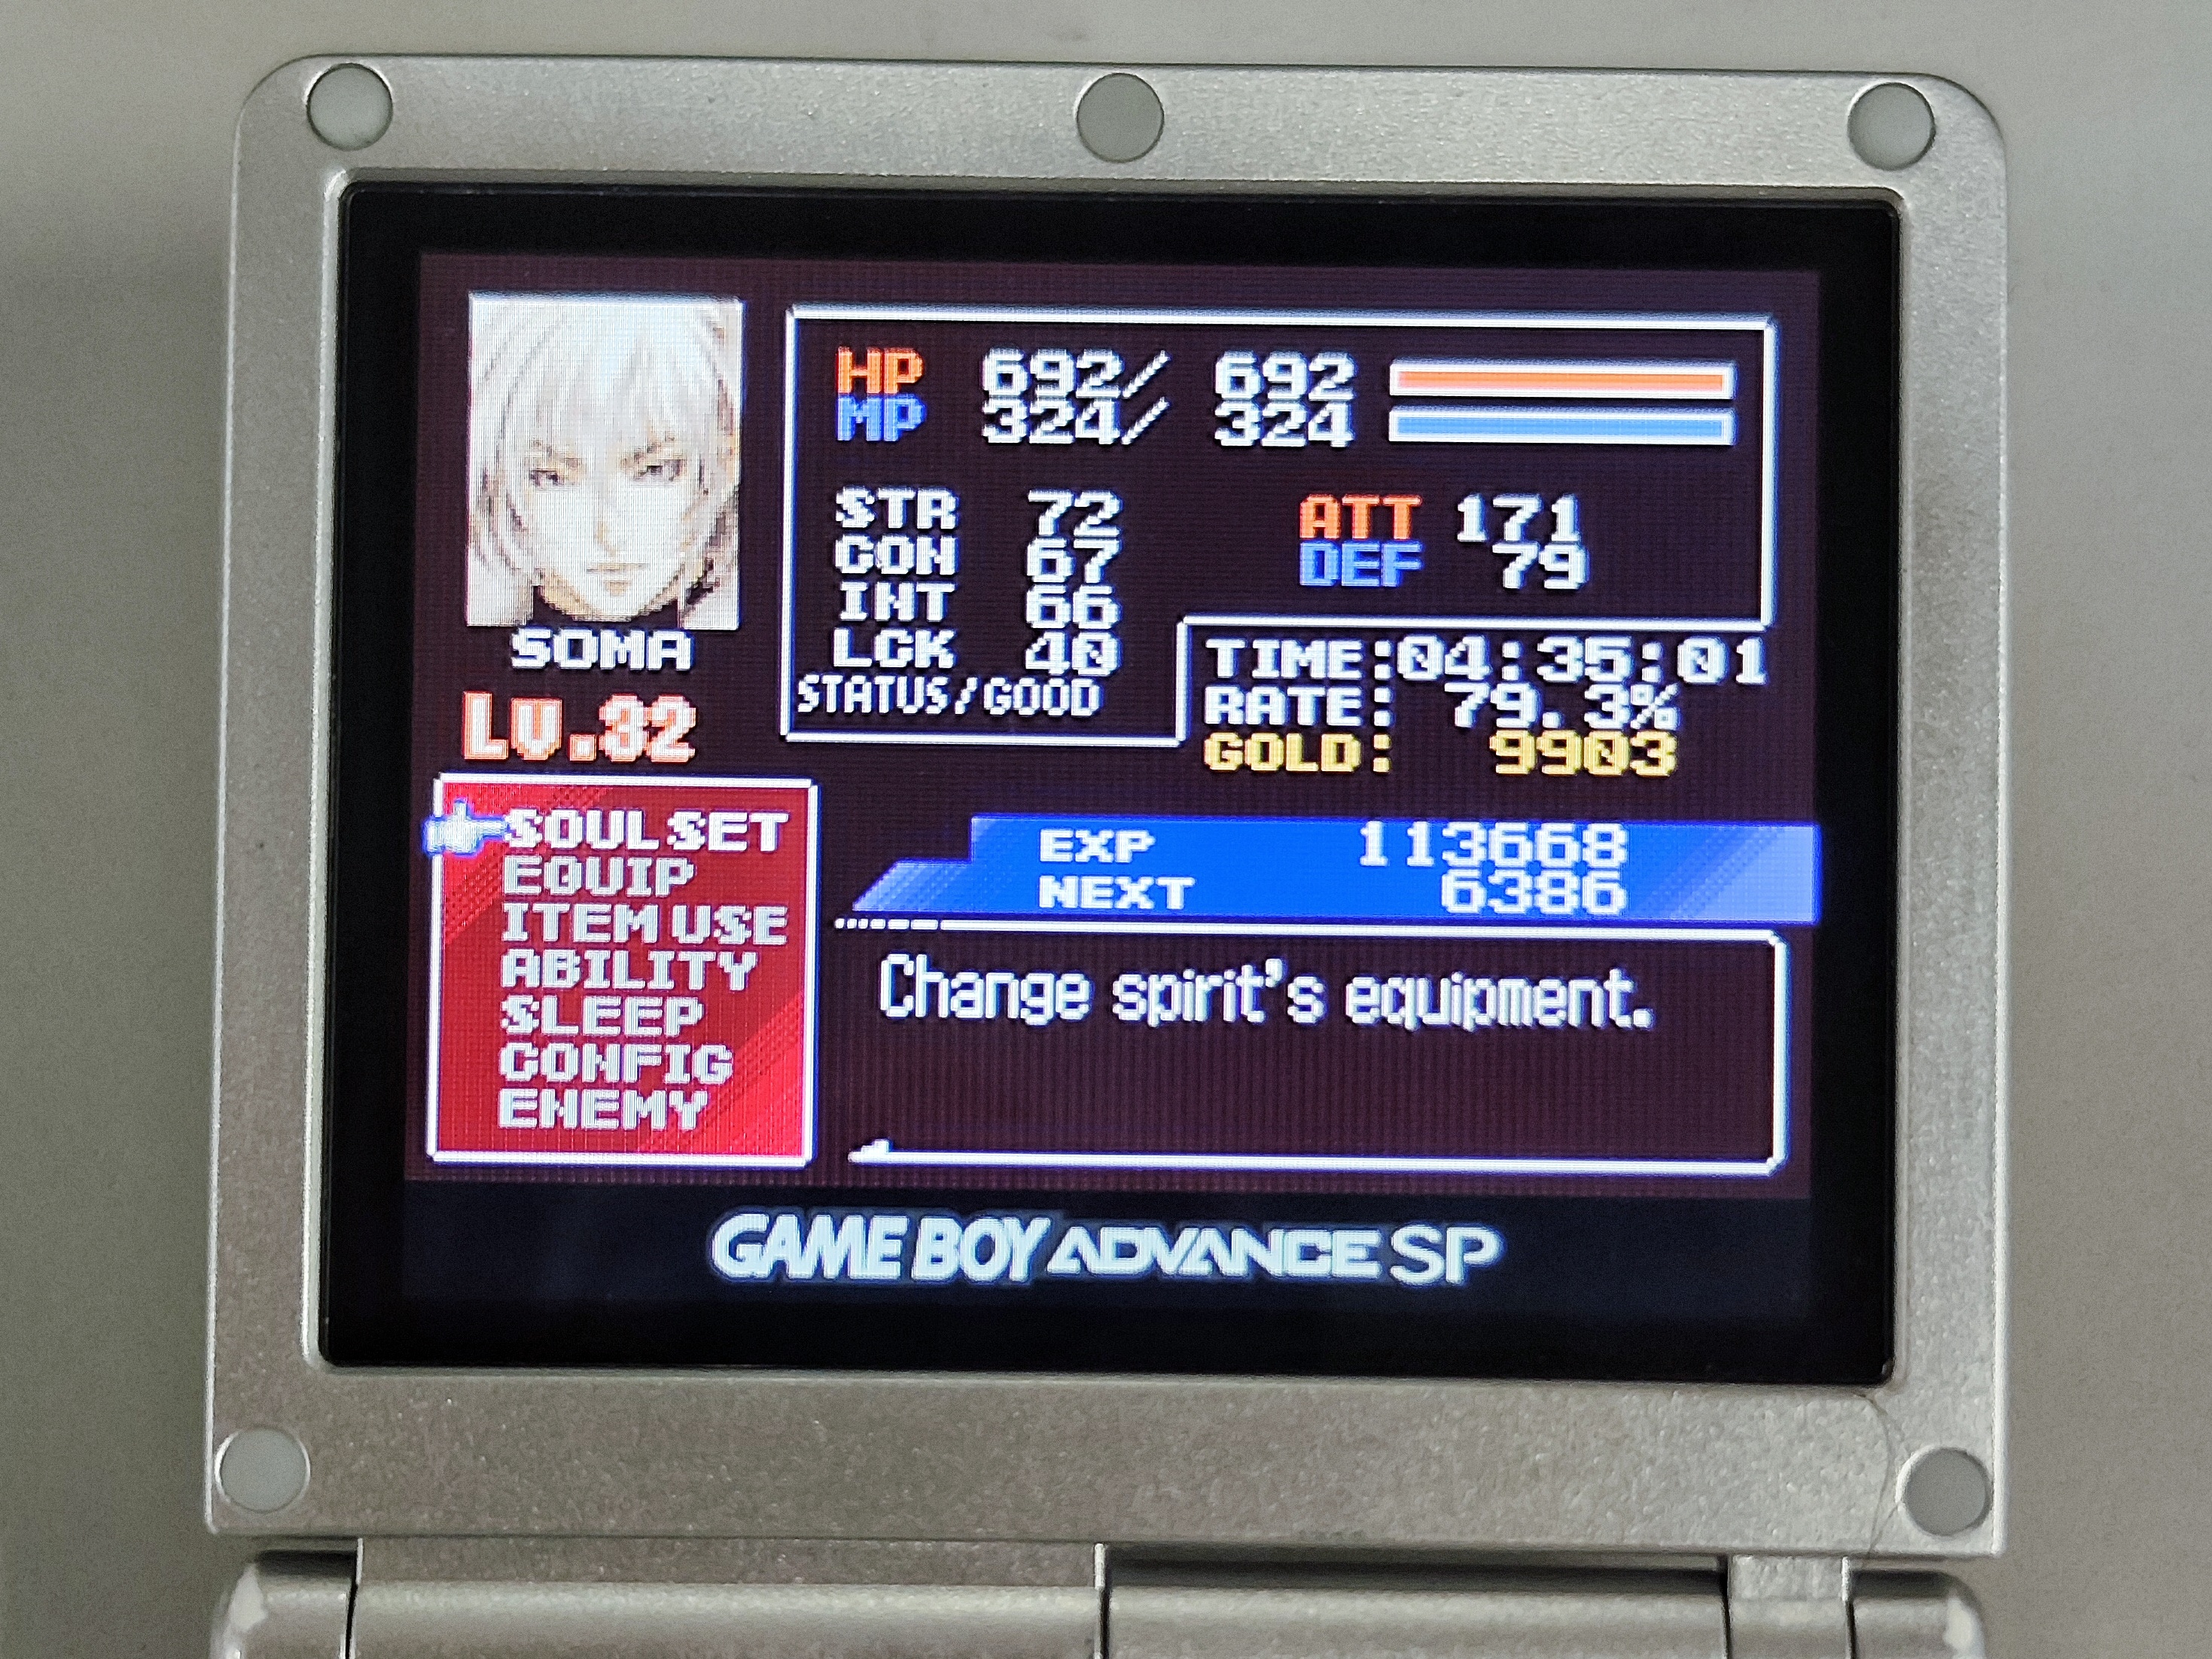 HP 692/ 692
MP 324/ 324
STR 72
CON 67
INT 66
LCK 40
STATUS/GOOD
ATT 171
DEF 79
SOMA
LV.32
TIME:04:35:01
RATE: 79.3%
GOLD: 9903
SOUL SET
EQUIP
ITEM USE
ABILITY
SLEEP
CONFIG
ENEMY
EXP 113668
NEXT 6386
Change spirit's equipment.
GAME BOY ADVANCE SP